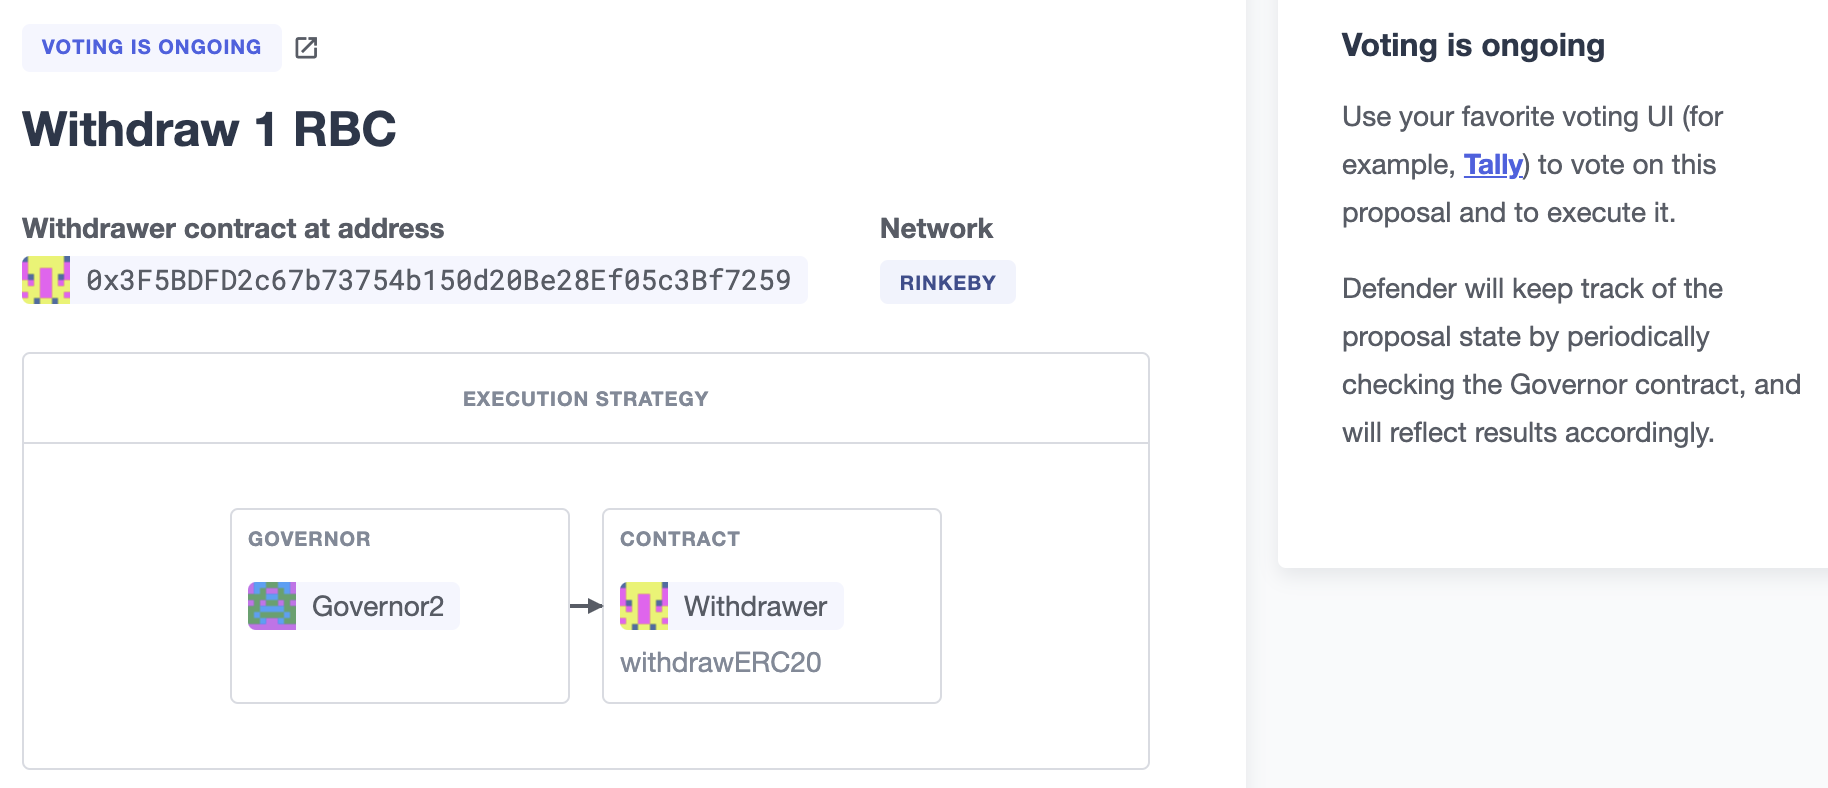 VOTING IS ONGOING
Withdraw 1 RBC
Withdrawer contract at address
0x3F5BDFD2c67b73754b150d20Be28Ef05c3Bf7259
Network
RINKEBY
EXECUTION STRATEGY
GOVERNOR
Governor2
CONTRACT
Withdrawer
withdrawERC20
Voting is ongoing
Use your favorite voting UI (for
example, Tally) to vote on this
proposal and to execute it.
Defender will keep track of the
proposal state by periodically
checking the Governor contract, and
will reflect results accordingly.